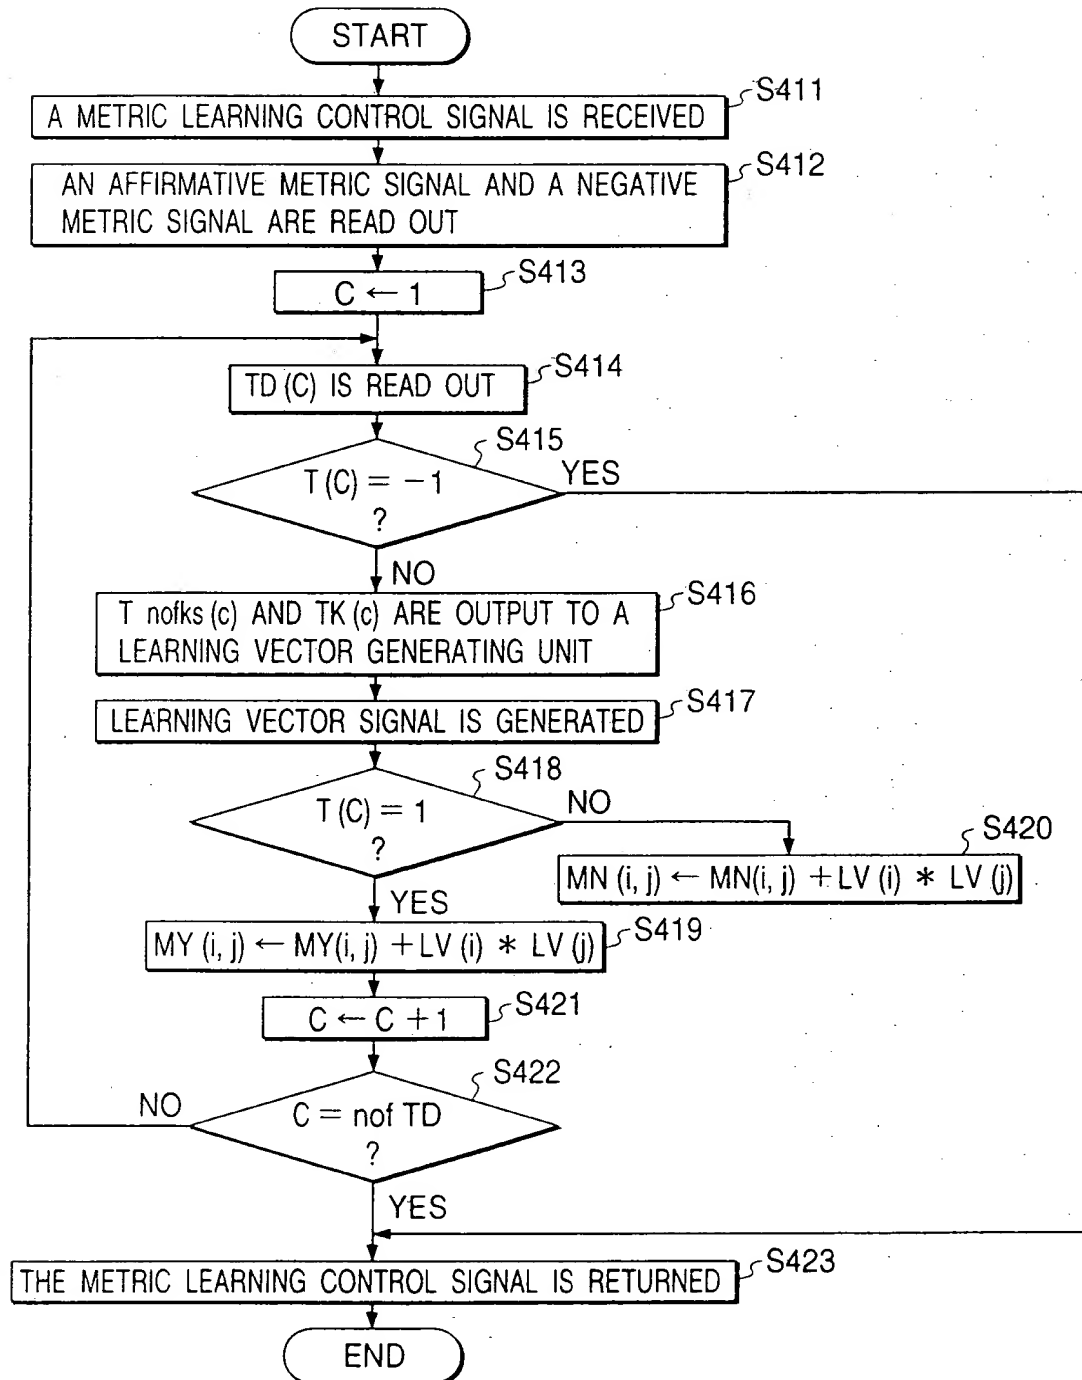 START
S411
A METRIC LEARNING CONTROL SIGNAL IS RECEIVED
S412
AN AFFIRMATIVE METRIC SIGNAL AND A NEGATIVE
METRIC SIGNAL ARE READ OUT
S413
C ← 1
S414
TD (C) IS READ OUT
S415
T (C) = −1
?
YES
NO
S416
T nofks (c) AND TK (c) ARE OUTPUT TO A
LEARNING VECTOR GENERATING UNIT
S417
LEARNING VECTOR SIGNAL IS GENERATED
S418
T (C) = 1
?
NO
S420
MN (i, j) ← MN(i, j) +LV (i) * LV (j)
YES
S419
MY (i, j) ← MY(i, j) +LV (i) * LV (j)
S421
C ← C +1
S422
C = nof TD
?
NO
YES
S423
THE METRIC LEARNING CONTROL SIGNAL IS RETURNED
END